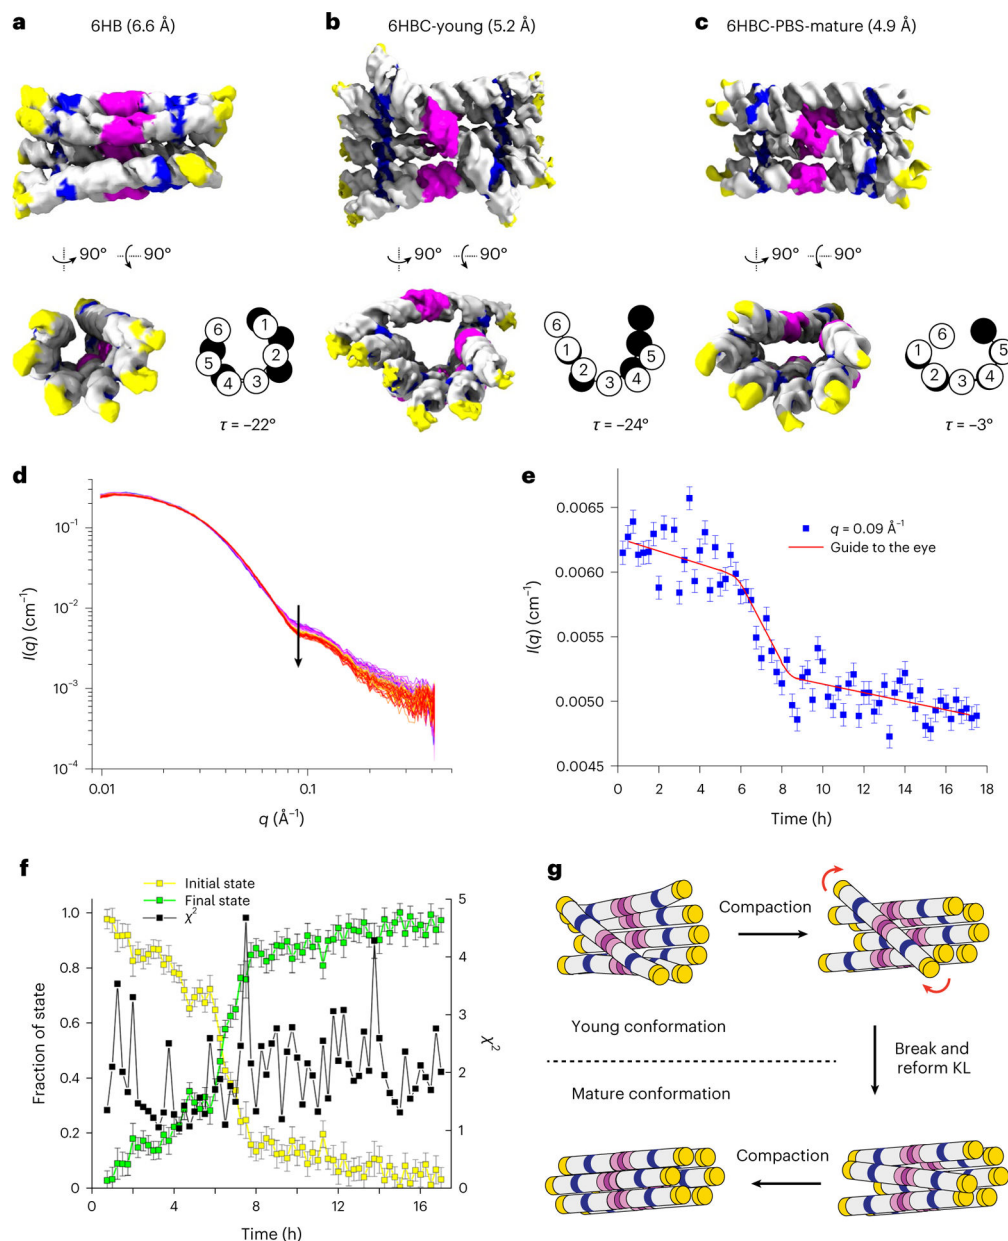 a
6HB (6.6 Å)
b
6HBC-young (5.2 Å)
c
6HBC-PBS-mature (4.9 Å)
90° 90°
90° 90°
90° 90°
6 1
5 2
4 3
τ = –22°
6
1 5
2 3 4
τ = –24°
6
1 5
2 3 4
τ = –3°
d
I(q) (cm⁻¹)
10⁻¹
10⁻²
10⁻³
10⁻⁴
0.01 0.1
q (Å⁻¹)
e
I(q) (cm⁻¹)
0.0065
0.0060
0.0055
0.0050
0.0045
q = 0.09 Å⁻¹
Guide to the eye
0 2 4 6 8 10 12 14 16 18
Time (h)
f
Initial state
Final state
χ²
Fraction of state
1.0
0.8
0.6
0.4
0.2
0
5
4
3
2
1
0
χ²
4 8 12 16
Time (h)
g
Compaction
Young conformation
Break and
reform KL
Mature conformation
Compaction